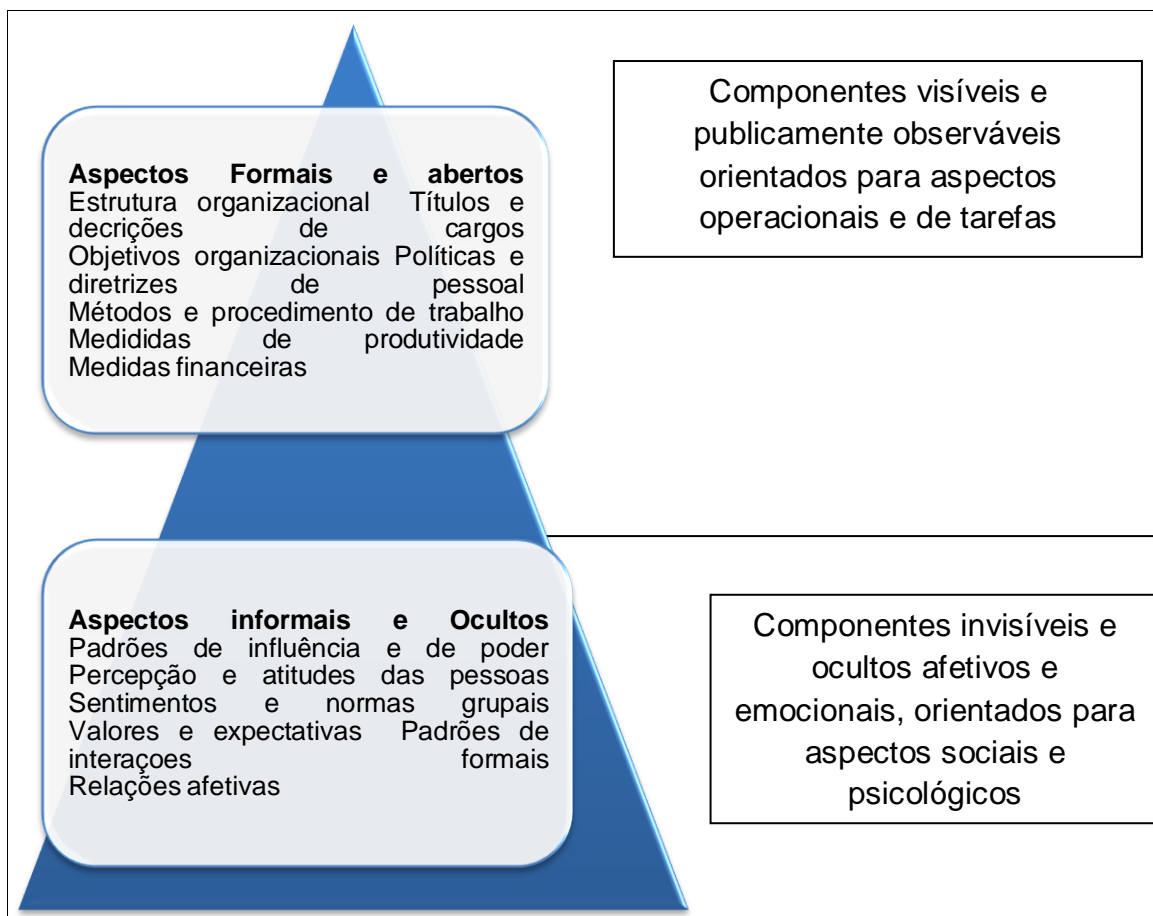 Aspectos Formais e abertos
Estrutura organizacional Títulos e
decrições de cargos
Objetivos organizacionais Políticas e
diretrizes de pessoal
Métodos e procedimento de trabalho
Medididas de produtividade
Medidas financeiras
Componentes visíveis e
publicamente observáveis
orientados para aspectos
operacionais e de tarefas
Aspectos informais e Ocultos
Padrões de influência e de poder
Percepção e atitudes das pessoas
Sentimentos e normas grupais
Valores e expectativas Padrões de
interaçoes formais
Relações afetivas
Componentes invisíveis e
ocultos afetivos e
emocionais, orientados para
aspectos sociais e
psicológicos